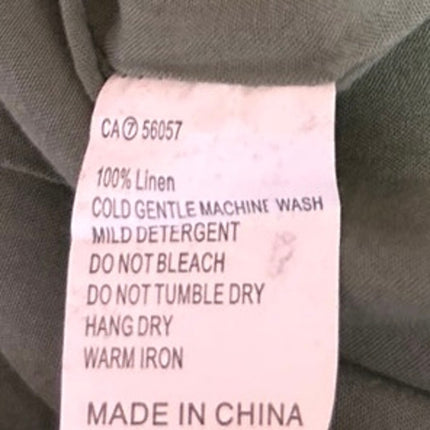 CA⑦ 56057
100% Linen
COLD GENTLE MACHINE WASH
MILD DETERGENT
DO NOT BLEACH
DO NOT TUMBLE DRY
HANG DRY
WARM IRON
MADE IN CHINA